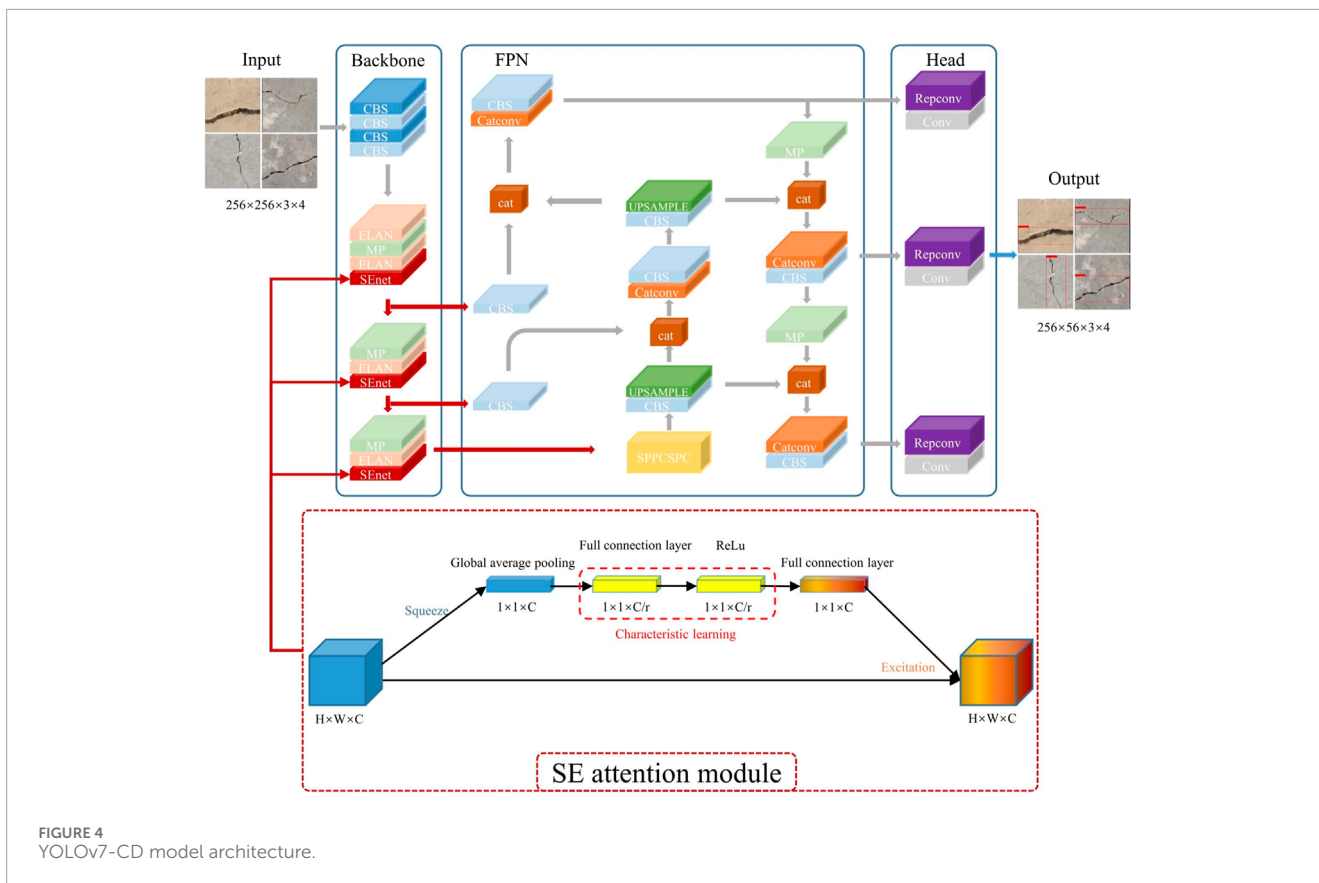 Input
Backbone
FPN
Head
CBS
CBS
CBS
CBS
256×256×3×4
ELAN
MP
ELAN
SEnet
MP
ELAN
SEnet
MP
ELAN
SEnet
CBS
Catconv
cat
CBS
CBS
UPSAMPLE
CBS
CBS
Catconv
cat
UPSAMPLE
CBS
SPPCSPC
MP
cat
Catconv
CBS
MP
cat
Catconv
CBS
Repconv
Conv
Repconv
Conv
Repconv
Conv
Output
256×56×3×4
Global average pooling
Full connection layer
ReLu
Full connection layer
Squeeze
1×1×C
1×1×C/r
1×1×C/r
1×1×C
Characteristic learning
Excitation
H×W×C
H×W×C
SE attention module
FIGURE 4
YOLOv7-CD model architecture.